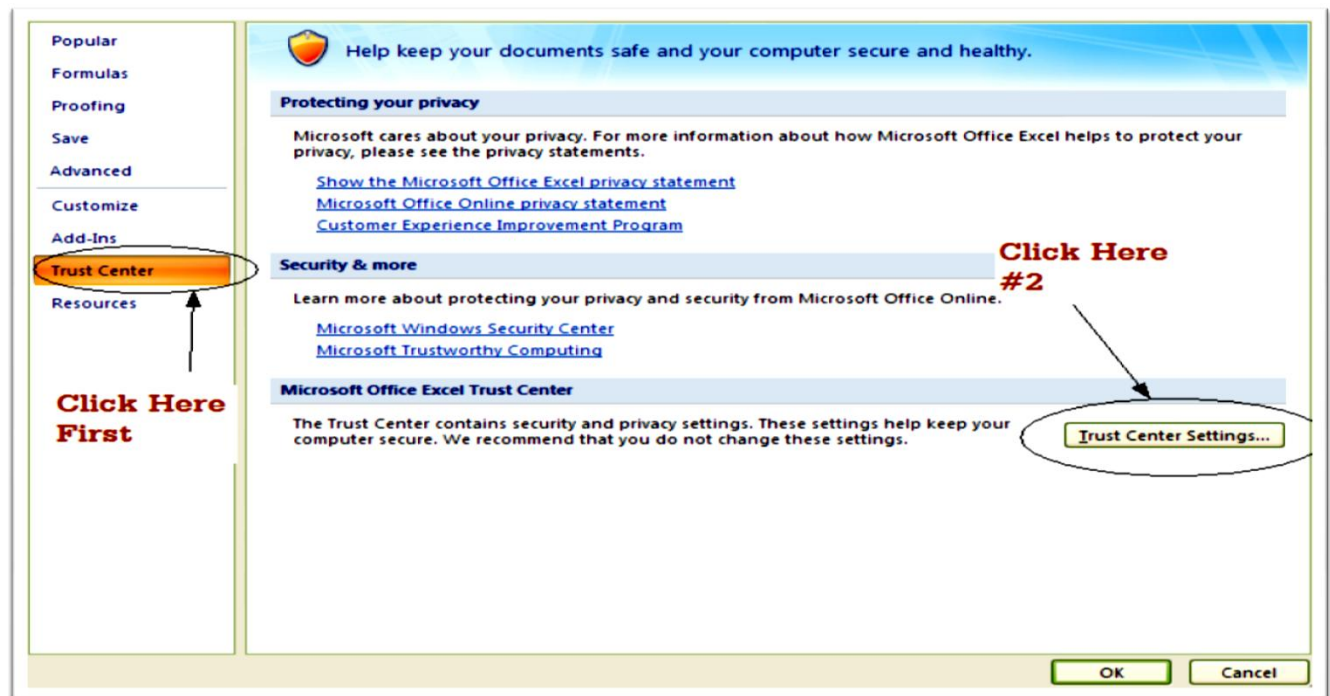 Popular
Formulas
Proofing
Save
Advanced
Customize
Add-Ins
Trust Center
Resources
Click Here
First
Help keep your documents safe and your computer secure and healthy.
Protecting your privacy
Microsoft cares about your privacy. For more information about how Microsoft Office Excel helps to protect your
privacy, please see the privacy statements.
Show the Microsoft Office Excel privacy statement
Microsoft Office Online privacy statement
Customer Experience Improvement Program
Security & more
Click Here
#2
Learn more about protecting your privacy and security from Microsoft Office Online.
Microsoft Windows Security Center
Microsoft Trustworthy Computing
Microsoft Office Excel Trust Center
The Trust Center contains security and privacy settings. These settings help keep your
computer secure. We recommend that you do not change these settings.
Trust Center Settings...
OK
Cancel